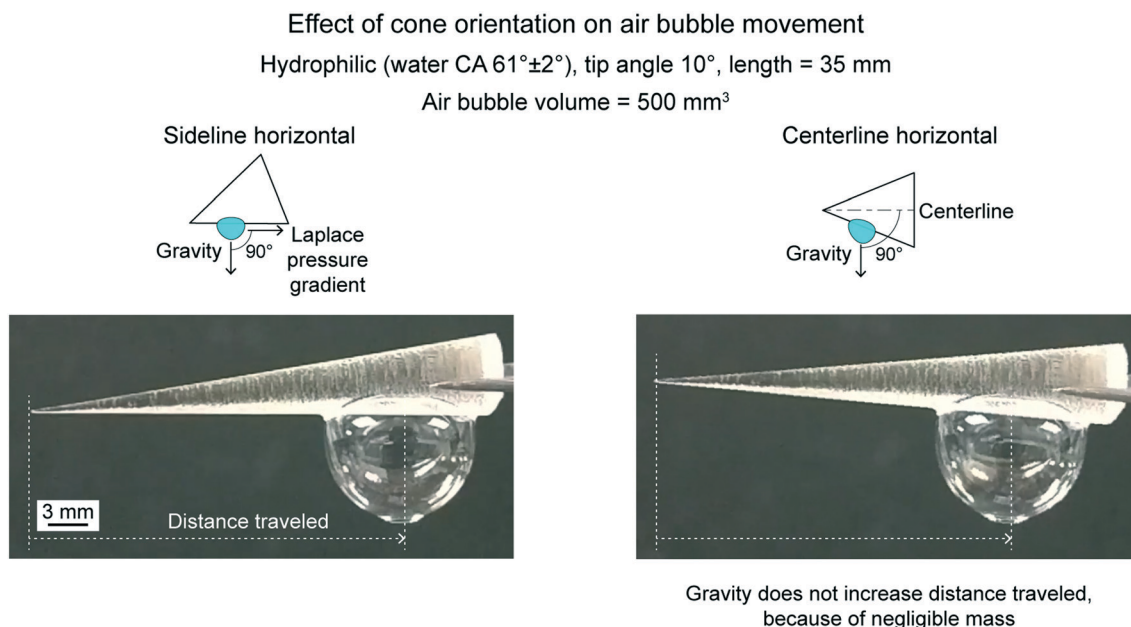 Effect of cone orientation on air bubble movement
Hydrophilic (water CA 61°±2°), tip angle 10°, length = 35 mm
Air bubble volume = 500 mm³
Sideline horizontal
Gravity
90°
Laplace
pressure
gradient
Centerline horizontal
Centerline
Gravity
90°
3 mm
Distance traveled
Gravity does not increase distance traveled,
because of negligible mass